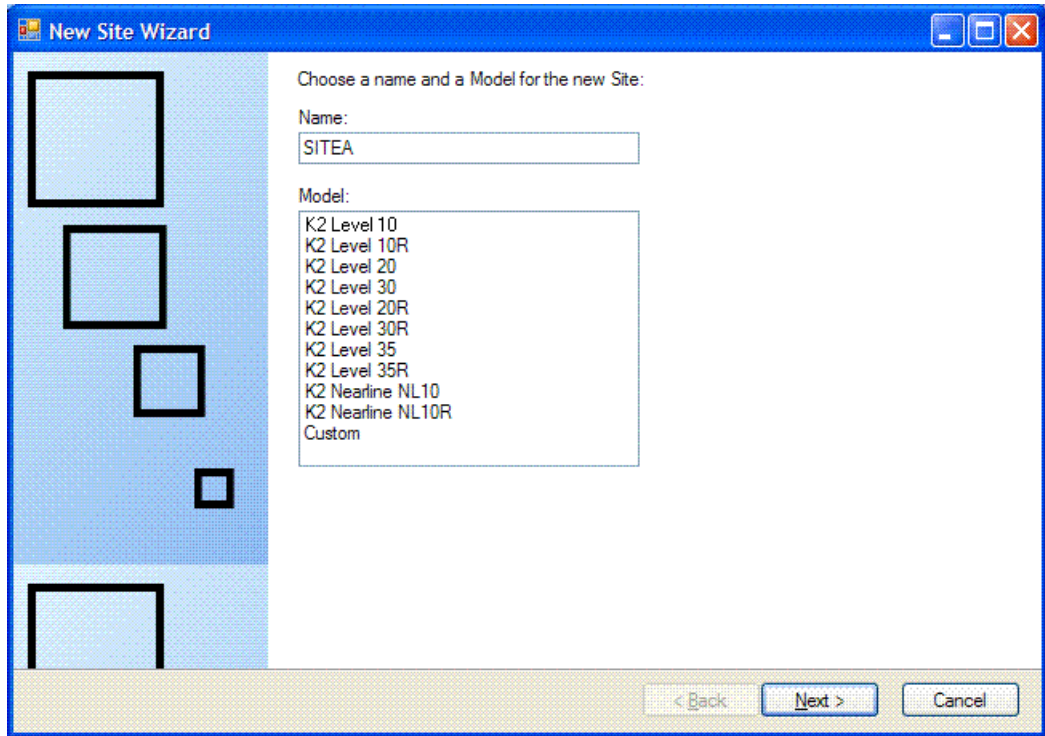 New Site Wizard
Choose a name and a Model for the new Site:
Name:
SITEA
Model:
K2 Level 10
K2 Level 10R
K2 Level 20
K2 Level 30
K2 Level 20R
K2 Level 30R
K2 Level 35
K2 Level 35R
K2 Nearline NL10
K2 Nearline NL10R
Custom
< Back
Next >
Cancel